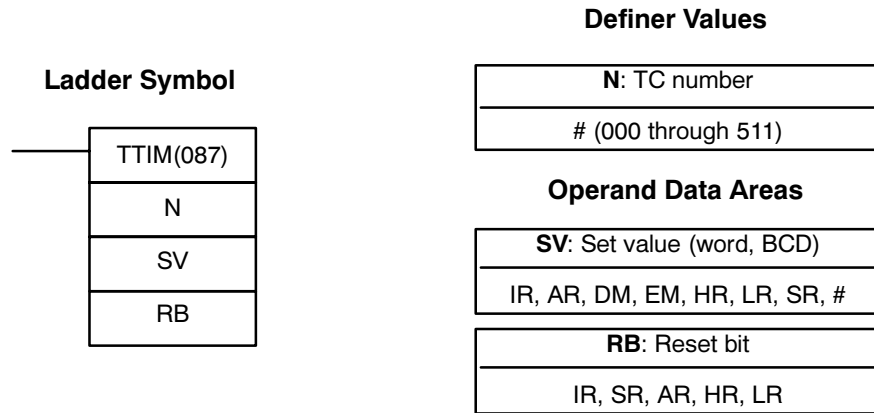 Ladder Symbol
TTIM(087)
N
SV
RB
Definer Values
N: TC number
# (000 through 511)
Operand Data Areas
SV: Set value (word, BCD)
IR, AR, DM, EM, HR, LR, SR, #
RB: Reset bit
IR, SR, AR, HR, LR